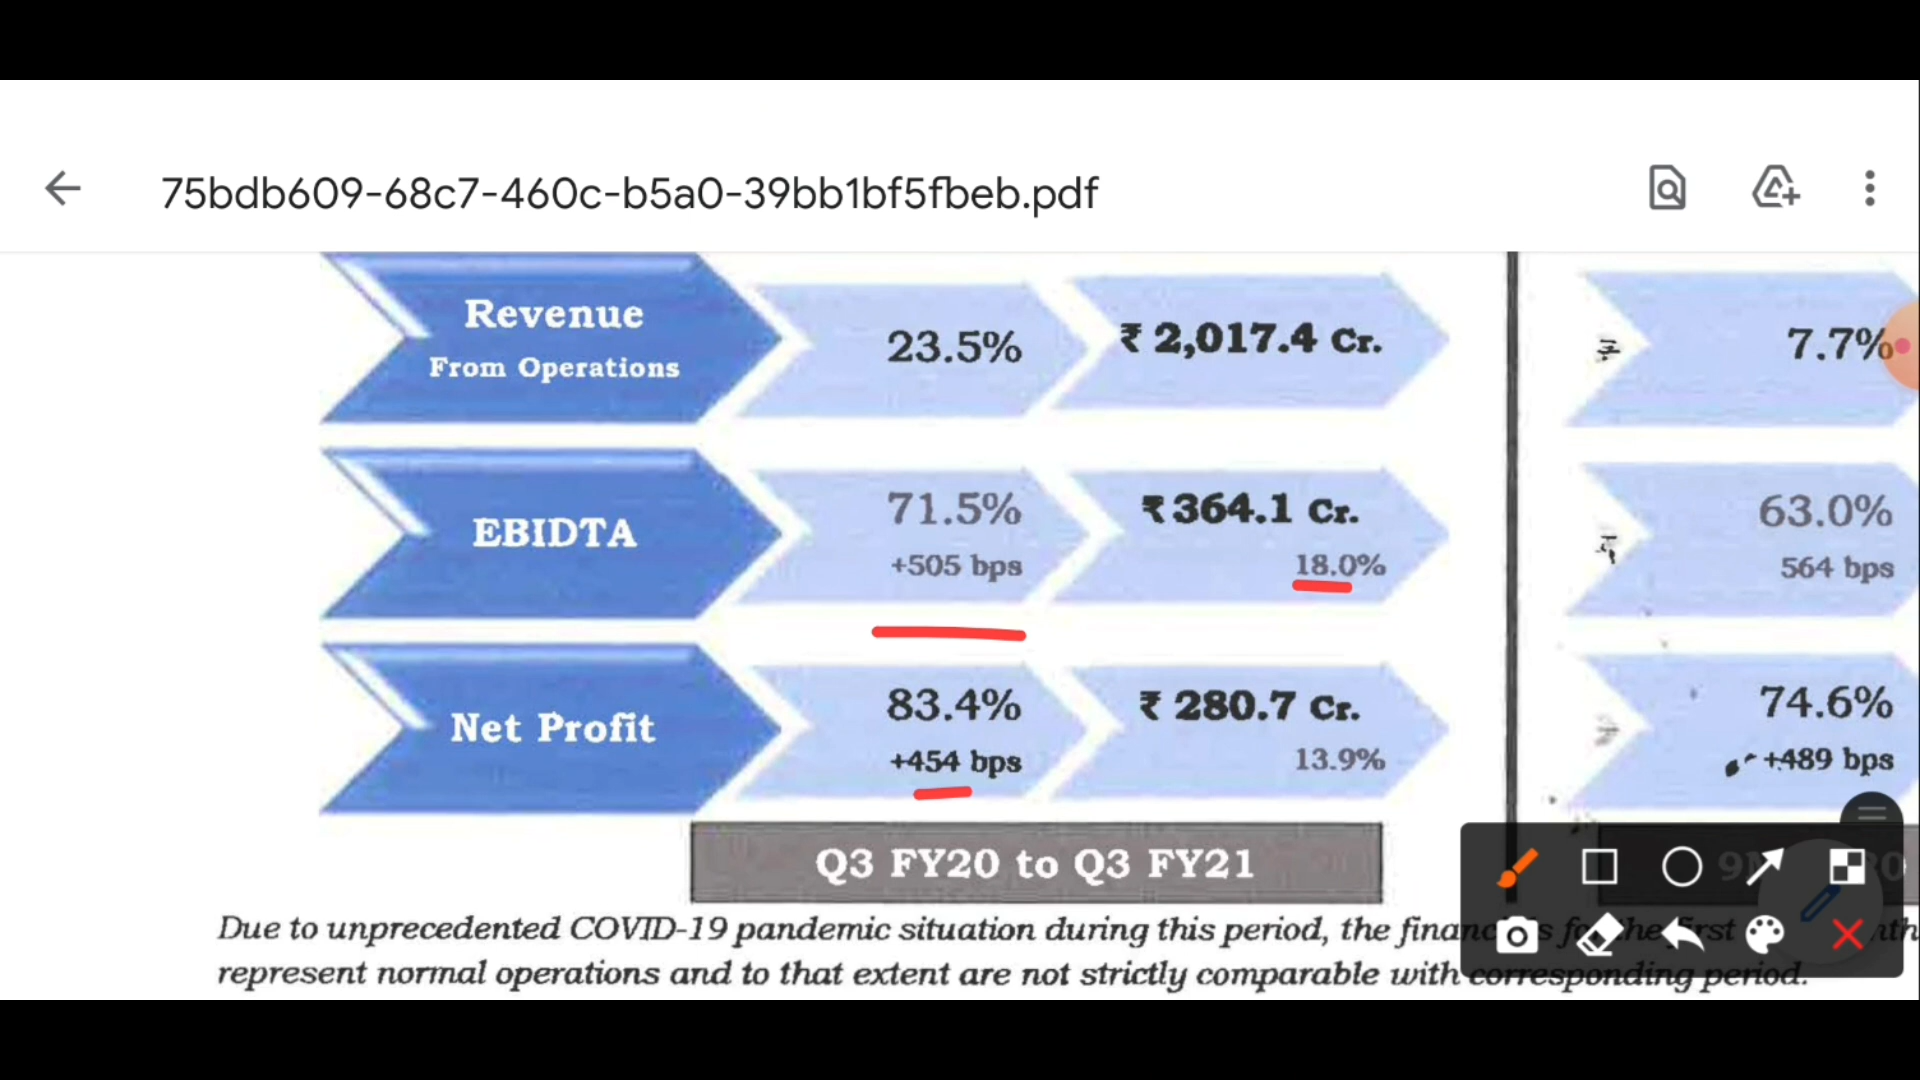 75bdb609-68c7-460c-b5a0-39bb1bf5fbeb.pdf
Revenue
From Operations
23.5%
₹ 2,017.4 Cr.
7.7%
EBIDTA
71.5%
+505 bps
₹ 364.1 Cr.
18.0%
63.0%
564 bps
Net Profit
83.4%
+454 bps
₹ 280.7 Cr.
13.9%
74.6%
+489 bps
Q3 FY20 to Q3 FY21
Due to unprecedented COVID-19 pandemic situation during this period, the first
represent normal operations and to that extent are not strictly comparable with corresponding period.